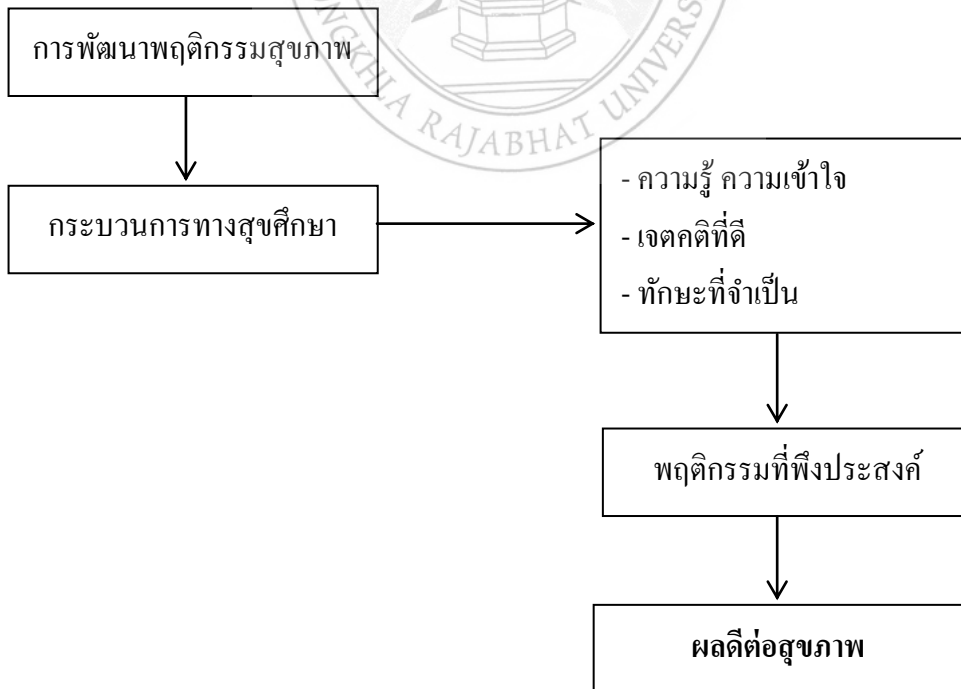 การพัฒนาพฤติกรรมสุขภาพ
RAJABHAT
กระบวนการทางสุขศึกษา
- ความรู้ ความเข้าใจ
- เจตคติที่ดี
- ทักษะที่จำเป็น
พฤติกรรมที่พึงประสงค์
ผลดีต่อสุขภาพ